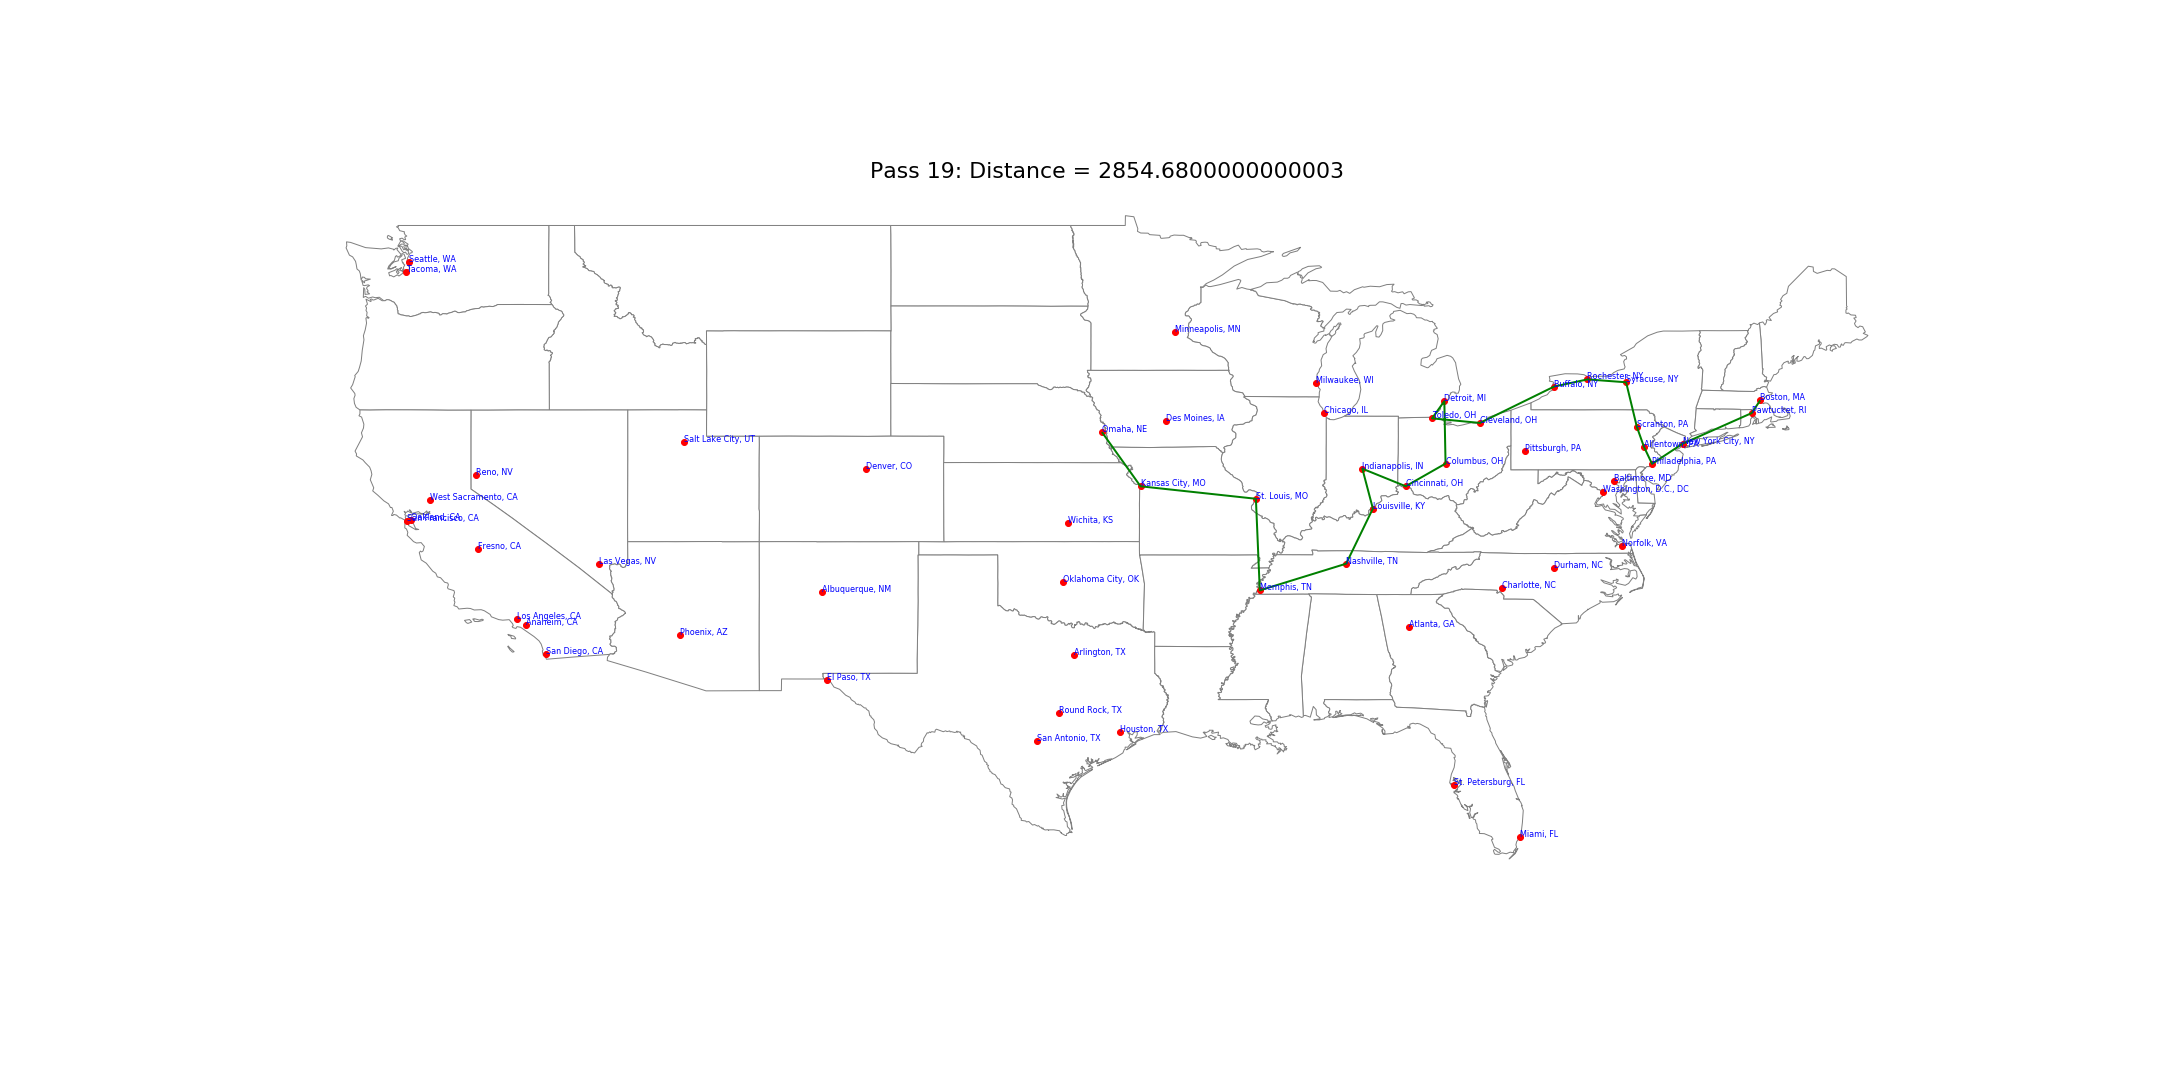 Pass 19: Distance = 2854.6800000000003
Seattle, WA
Tacoma, WA
Minneapolis, MN
Milwaukee, WI
Rochester, NY
Syracuse, NY
Buffalo, NY
Detroit, MI
Boston, MA
Chicago, IL
Toledo, OH
Pawtucket, RI
Des Moines, IA
Cleveland, OH
Scranton, PA
Omaha, NE
Salt Lake City, UT
New York City, NY
Allentown, PA
Pittsburgh, PA
Denver, CO
Indianapolis, IN
Columbus, OH
Philadelphia, PA
Reno, NV
Baltimore, MD
Kansas City, MO
Cincinnati, OH
Washington, D.C., DC
West Sacramento, CA
St. Louis, MO
Louisville, KY
Oakland, CA
San Francisco, CA
Wichita, KS
Fresno, CA
Norfolk, VA
Las Vegas, NV
Nashville, TN
Durham, NC
Oklahoma City, OK
Charlotte, NC
Albuquerque, NM
Memphis, TN
Los Angeles, CA
Anaheim, CA
Atlanta, GA
Phoenix, AZ
San Diego, CA
Arlington, TX
El Paso, TX
Round Rock, TX
Houston, TX
San Antonio, TX
St. Petersburg, FL
Miami, FL